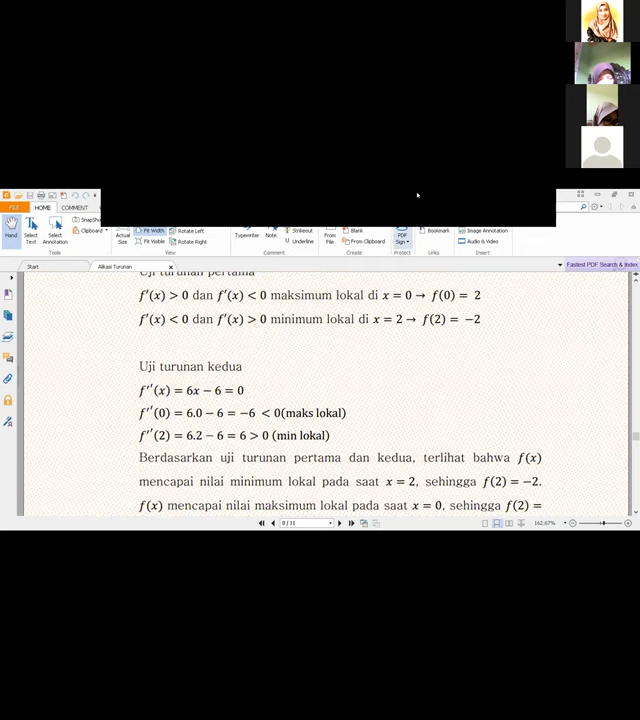 FILE HOME COMMENT
Hand
Select Text
Select Annotation
SnapSho
Clipboard
Actual Size
Fit Width
Fit Visible
Rotate Left
Rotate Right
View
Typewriter
Note
Strikeout
Underline
Comment
From File
Blank
From Clipboard
Create
PDF Sign
Protect
Bookmark
Links
Image Annotation
Audio & Video
Insert
Tools
Start Alikasi Turunan Fastest PDF Search & Index
Uji turunan pertama
f′(x) > 0 dan f′(x) < 0 maksimum lokal di x = 0 → f(0) = 2
f′(x) < 0 dan f′(x) > 0 minimum lokal di x = 2 → f(2) = −2
Uji turunan kedua
f′′(x) = 6x − 6 = 0
f′′(0) = 6.0 − 6 = −6 < 0(maks lokal)
f′′(2) = 6.2 − 6 = 6 > 0 (min lokal)
Berdasarkan uji turunan pertama dan kedua, terlihat bahwa f(x)
mencapai nilai minimum lokal pada saat x = 2, sehingga f(2) = −2.
f(x) mencapai nilai maksimum lokal pada saat x = 0, sehingga f(2) =
8 / 11 162,67%